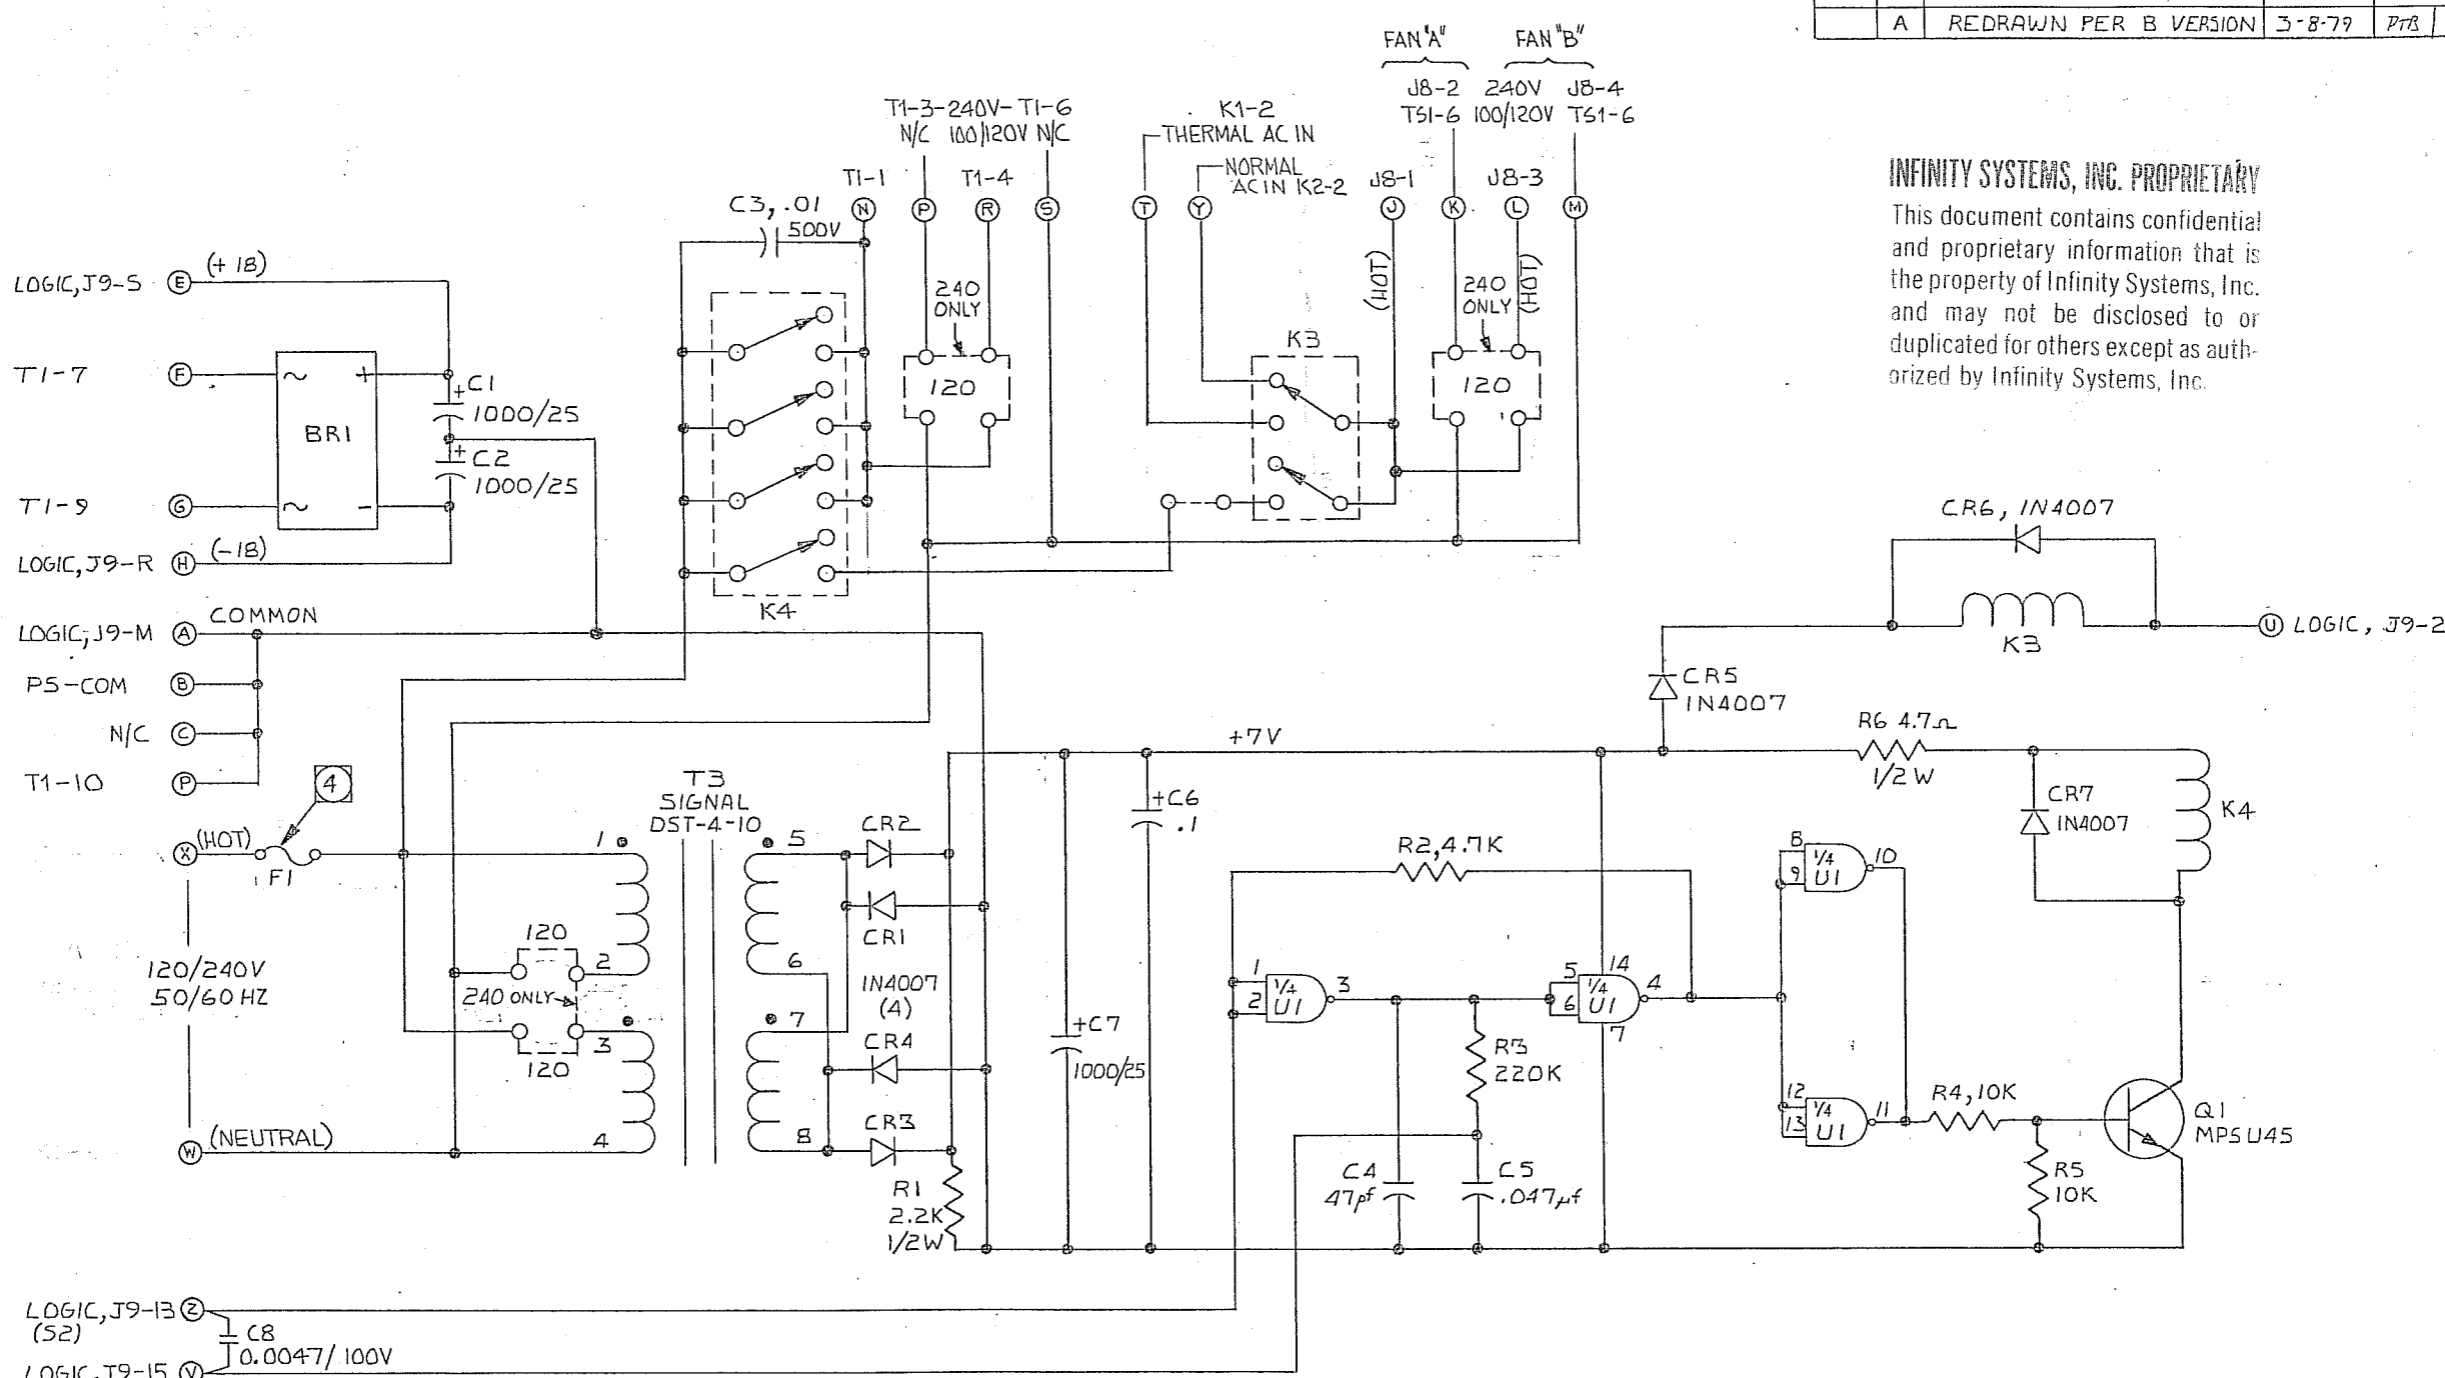 A REDRAWN PER B VERSION 3-8-79 PTB
FAN "A" FAN "B"
J8-2 240V J8-4
TS1-6 100/120V TS1-6
T1-3-240V-T1-6
N/C 100/120V N/C
K1-2
THERMAL AC IN
NORMAL
AC IN K2-2
T1-1
T1-4
J8-1
J8-3
C3, .01
500V
N P R S T Y J K L M
INFINITY SYSTEMS, INC. PROPRIETARY
This document contains confidential
and proprietary information that is
the property of Infinity Systems, Inc.
and may not be disclosed to or
duplicated for others except as auth-
orized by Infinity Systems, Inc.
LOGIC, J9-S E (+18)
T1-7 F
~ +
BR1
~ -
+C1
1000/25
+C2
1000/25
T1-9 G
LOGIC, J9-R H (-18)
240
ONLY
120
K4
K3
(HOT)
240
ONLY
(HOT)
120
LOGIC, J9-M A COMMON
PS-COM B
N/C C
T1-10 P
4
X (HOT)
F1
120/240V
50/60 HZ
W (NEUTRAL)
120
240 ONLY
120
T3
SIGNAL
DST-4-10
1
2
3
4
5
6
7
8
CR2
CR1
1N4007
(4)
CR4
CR3
R1
2.2K
1/2W
+7V
+C7
1000/25
+C6
.1
CR6, 1N4007
K3
U LOGIC, J9-2
CR5
1N4007
R6 4.7Ω
1/2 W
CR7
1N4007
K4
R2, 4.7K
1
2
1/4
U1
3
5
6
1/4
U1
14
4
7
8
9
1/4
U1
10
12
13
1/4
U1
11
R3
220K
C4
47pf
C5
.047µf
R4, 10K
R5
10K
Q1
MPSU45
LOGIC, J9-13 Z
(S2)
C8
0.0047/100V
LOGIC, J9-15 V